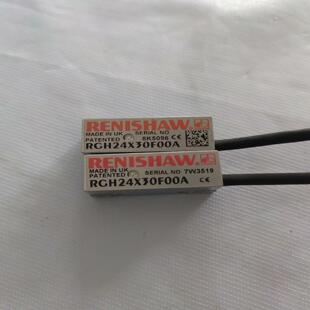 RENISHAW
MADE IN UK SERIAL NO
PATENTED 8K5096 CE
RGH24X30F00A
RENISHAW
MADE IN UK
PATENTED SERIAL NO 7W3519
RGH24X30F00A CE